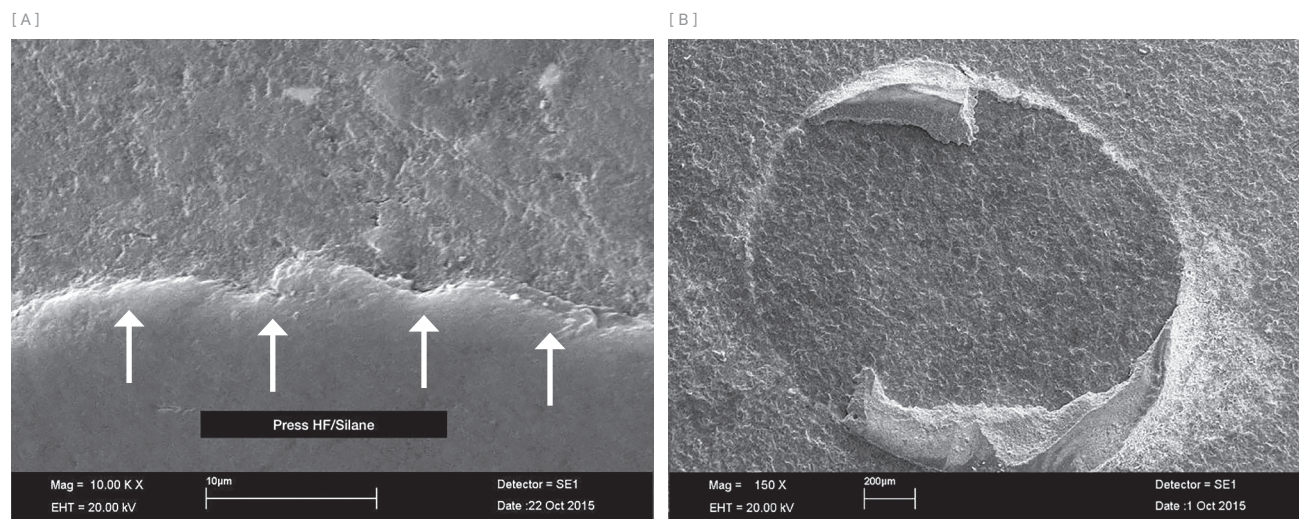 [ A ]
[ B ]
Press HF/Silane
Mag = 10.00 K X
EHT = 20.00 kV
10µm
Detector = SE1
Date :22 Oct 2015
Mag = 150 X
EHT = 20.00 kV
200µm
Detector = SE1
Date :1 Oct 2015